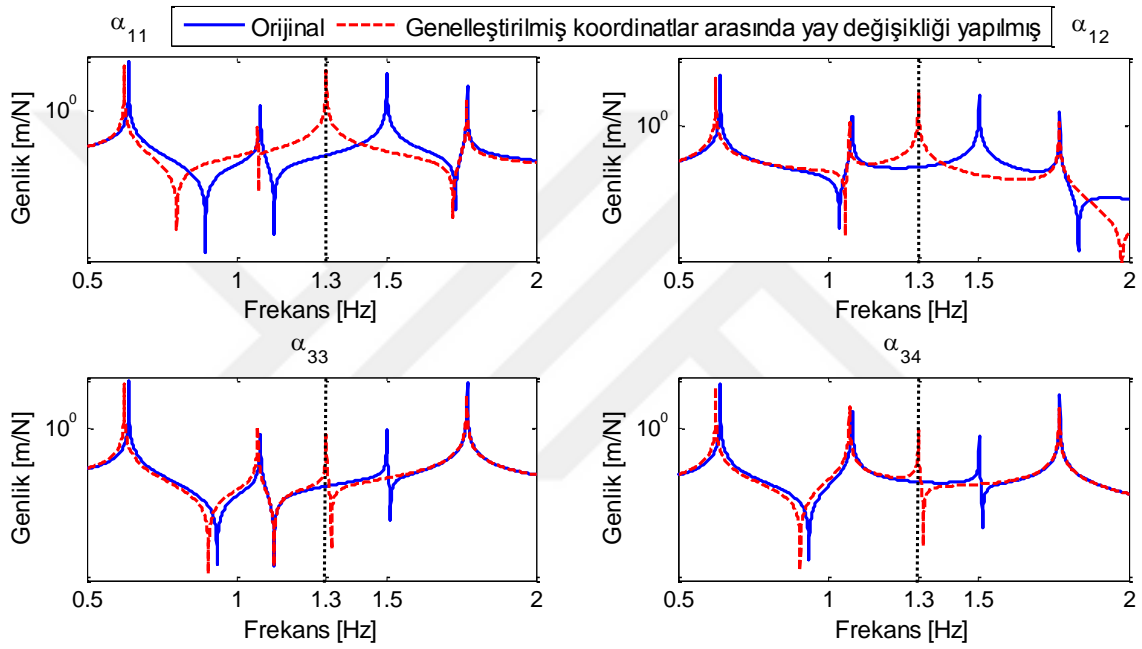 α11 Orijinal Genelleştirilmiş koordinatlar arasında yay değişikliği yapılmış α12
Genlik [m/N]
10^0
0.5 1 1.3 1.5 2
Frekans [Hz]
Genlik [m/N]
10^0
0.5 1 1.3 1.5 2
Frekans [Hz]
α33
Genlik [m/N]
10^0
0.5 1 1.3 1.5 2
Frekans [Hz]
α34
Genlik [m/N]
10^0
0.5 1 1.3 1.5 2
Frekans [Hz]